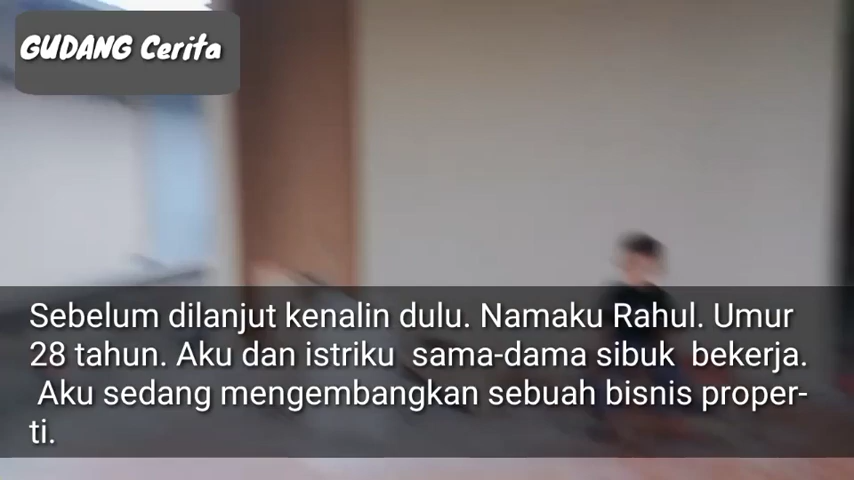 GUDANG Cerita
Sebelum dilanjut kenalin dulu. Namaku Rahul. Umur
28 tahun. Aku dan istriku  sama-dama sibuk  bekerja.
Aku sedang mengembangkan sebuah bisnis proper-
ti.